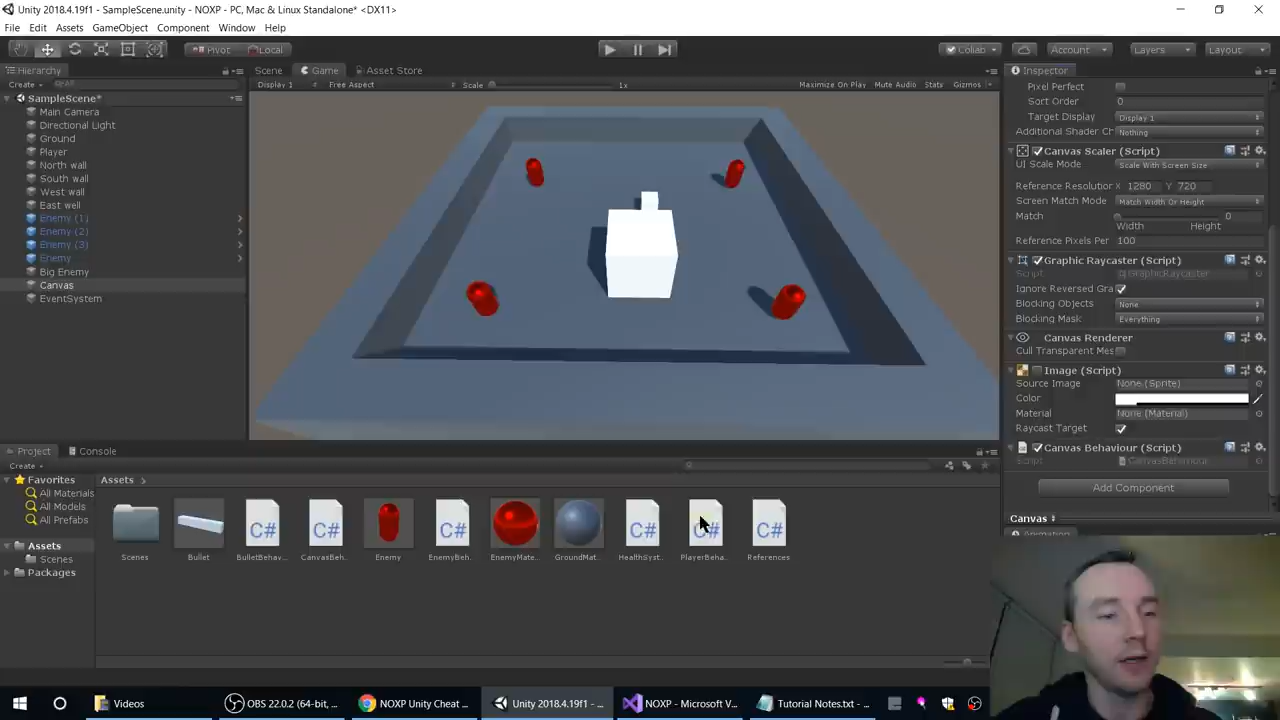 Unity 2018.4.19f1 - SampleScene.unity - NOXP - PC, Mac & Linux Standalone* <DX11>
File Edit Assets GameObject Component Window Help
Pivot Local Collab Account Layers Layout
Hierarchy Scene Game Asset Store Inspector
Create Display 1 Free Aspect Scale 1x Maximize On Play Mute Audio Stats Gizmos
SampleScene*
Main Camera
Directional Light
Ground
Player
North wall
South wall
West wall
East wall
Enemy (1)
Enemy (2)
Enemy (3)
Enemy
Big Enemy
Canvas
EventSystem
Pixel Perfect
Sort Order 0
Target Display Display 1
Additional Shader Ch Nothing
Canvas Scaler (Script)
UI Scale Mode Scale With Screen Size
Reference Resolutior X 1280 Y 720
Screen Match Mode Match Width Or Height
Match 0
Width Height
Reference Pixels Per 100
Graphic Raycaster (Script)
Script GraphicRaycaster
Ignore Reversed Gra
Blocking Objects None
Blocking Mask Everything
Canvas Renderer
Cull Transparent Mes
Image (Script)
Source Image None (Sprite)
Color
Material None (Material)
Raycast Target
Canvas Behaviour (Script)
Script CanvasBehaviour
Add Component
Canvas
Animation
Project Console
Create
Favorites
All Materials
All Models
All Prefabs
Assets
Scenes
Packages
Assets
C# C# C# C# C# C#
Scenes Bullet BulletBehav.. CanvasBeh.. Enemy EnemyBeh.. EnemyMate.. GroundMat.. HealthSyst.. PlayerBeha.. References
Videos OBS 22.0.2 (64-bit, ... NOXP Unity Cheat ... Unity 2018.4.19f1 - ... NOXP - Microsoft V... Tutorial Notes.txt - ...